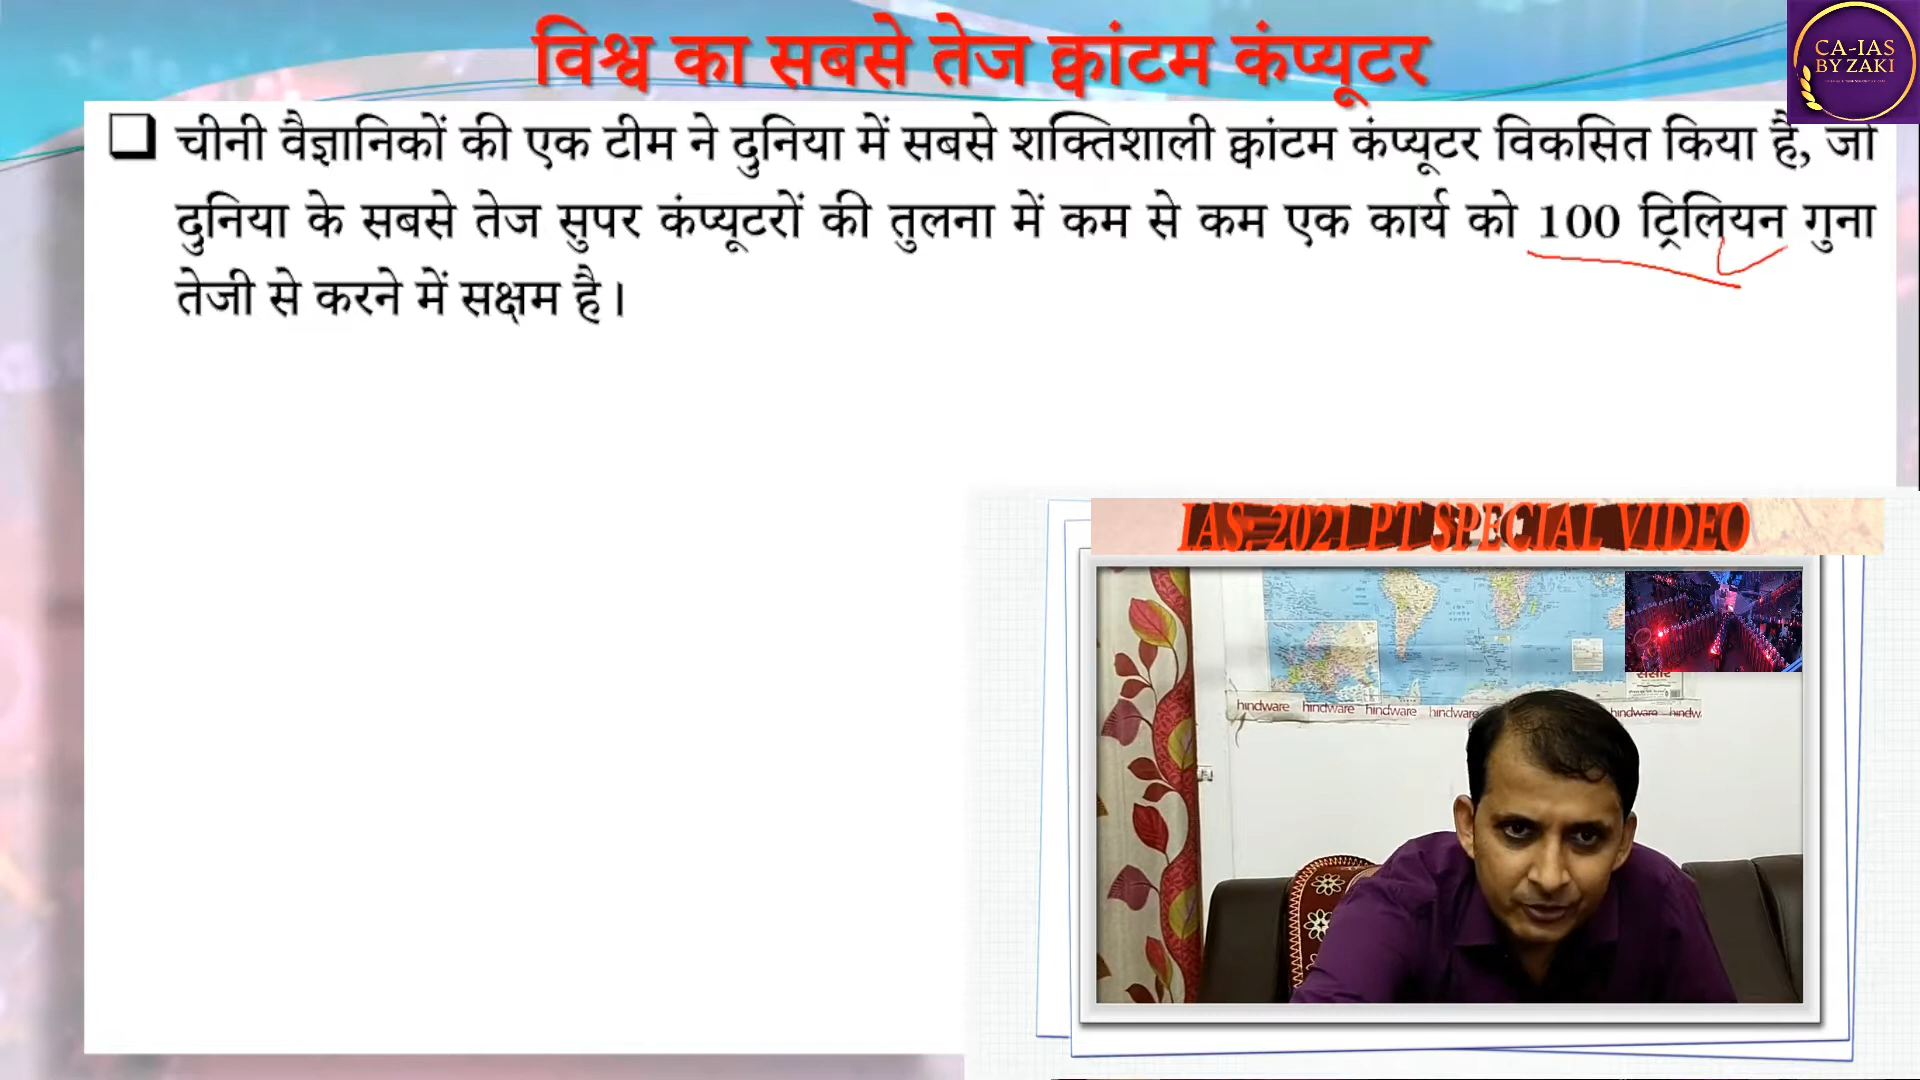 विश्व का सबसे तेज क्वांटम कंप्यूटर
CA-IAS
BY ZAKI
चीनी वैज्ञानिकों की एक टीम ने दुनिया में सबसे शक्तिशाली क्वांटम कंप्यूटर विकसित किया है, जो
दुनिया के सबसे तेज सुपर कंप्यूटरों की तुलना में कम से कम एक कार्य को 100 ट्रिलियन गुना
तेजी से करने में सक्षम है।
IAS: 2021 PT SPECIAL VIDEO
संसार
hindware hindware hindware hindware hindware